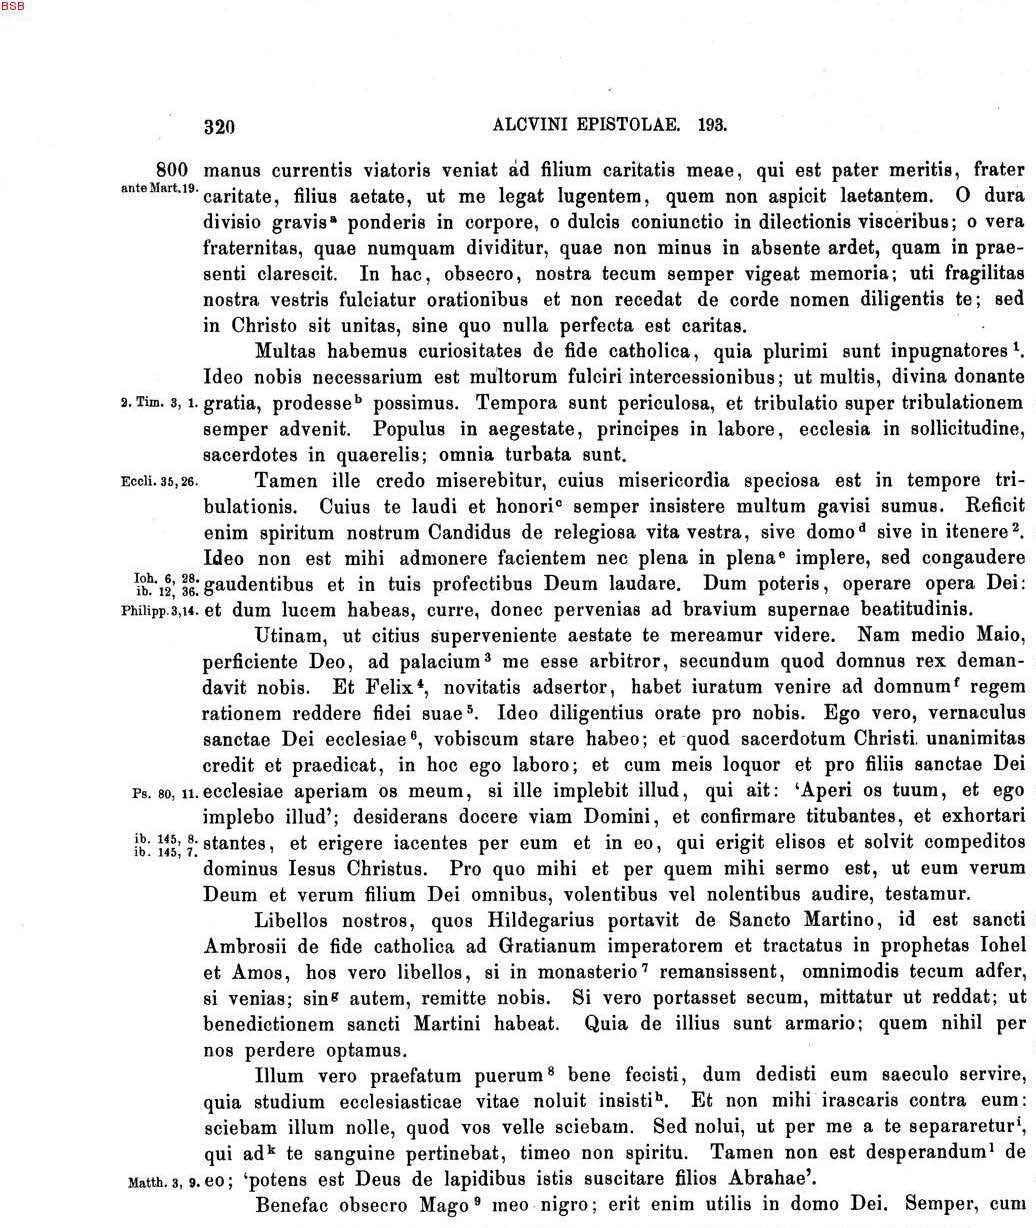 BSB
320 ALCVINI EPISTOLAE. 193.
800 manus currentis viatoris veniat ad filium caritatis meae, qui est pater meritis, frater
ante Mart. 19. caritate, filius aetate, ut me legat lugentem, quem non aspicit laetantem. O dura
divisio gravis a ponderis in corpore, o dulcis coniunctio in dilectionis visceribus; o vera
fraternitas, quae numquam dividitur, quae non minus in absente ardet, quam in prae-
senti clarescit. In hac, obsecro, nostra tecum semper vigeat memoria; uti fragilitas
nostra vestris fulciatur orationibus et non recedat de corde nomen diligentis te; sed
in Christo sit unitas, sine quo nulla perfecta est caritas.
Multas habemus curiositates de fide catholica, quia plurimi sunt inpugnatores 1.
Ideo nobis necessarium est multorum fulciri intercessionibus; ut multis, divina donante
2. Tim. 3, 1. gratia, prodesse b possimus. Tempora sunt periculosa, et tribulatio super tribulationem
semper advenit. Populus in aegestate, principes in labore, ecclesia in sollicitudine,
sacerdotes in quaerelis; omnia turbata sunt.
Eccli. 35, 26. Tamen ille credo miserebitur, cuius misericordia speciosa est in tempore tri-
bulationis. Cuius te laudi et honori c semper insistere multum gavisi sumus. Reficit
enim spiritum nostrum Candidus de relegiosa vita vestra, sive domo d sive in itenere 2.
Ideo non est mihi admonere facientem nec plena in plena e implere, sed congaudere
Ioh. 6, 28. ib. 12, 36. gaudentibus et in tuis profectibus Deum laudare. Dum poteris, operare opera Dei:
Philipp. 3, 14. et dum lucem habeas, curre, donec pervenias ad bravium supernae beatitudinis.
Utinam, ut citius superveniente aestate te mereamur videre. Nam medio Maio,
perficiente Deo, ad palacium 3 me esse arbitror, secundum quod domnus rex deman-
davit nobis. Et Felix 4, novitatis adsertor, habet iuratum venire ad domnum f regem
rationem reddere fidei suae 5. Ideo diligentius orate pro nobis. Ego vero, vernaculus
sanctae Dei ecclesiae 6, vobiscum stare habeo; et quod sacerdotum Christi unanimitas
credit et praedicat, in hoc ego laboro; et cum meis loquor et pro filiis sanctae Dei
Ps. 80, 11. ecclesiae aperiam os meum, si ille implebit illud, qui ait: ‘Aperi os tuum, et ego
implebo illud’; desiderans docere viam Domini, et confirmare titubantes, et exhortari
ib. 145, 8. ib. 145, 7. stantes, et erigere iacentes per eum et in eo, qui erigit elisos et solvit compeditos
dominus Iesus Christus. Pro quo mihi et per quem mihi sermo est, ut eum verum
Deum et verum filium Dei omnibus, volentibus vel nolentibus audire, testamur.
Libellos nostros, quos Hildegarius portavit de Sancto Martino, id est sancti
Ambrosii de fide catholica ad Gratianum imperatorem et tractatus in prophetas Iohel
et Amos, hos vero libellos, si in monasterio 7 remansissent, omnimodis tecum adfer,
si venias; sin g autem, remitte nobis. Si vero portasset secum, mittatur ut reddat; ut
benedictionem sancti Martini habeat. Quia de illius sunt armario; quem nihil per
nos perdere optamus.
Illum vero praefatum puerum 8 bene fecisti, dum dedisti eum saeculo servire,
quia studium ecclesiasticae vitae noluit insisti h. Et non mihi irascaris contra eum:
sciebam illum nolle, quod vos velle sciebam. Sed nolui, ut per me a te separaretur i,
qui ad k te sanguine pertinebat, timeo non spiritu. Tamen non est desperandum l de
Matth. 3, 9. eo; ‘potens est Deus de lapidibus istis suscitare filios Abrahae’.
Benefac obsecro Mago 9 meo nigro; erit enim utilis in domo Dei. Semper, cum